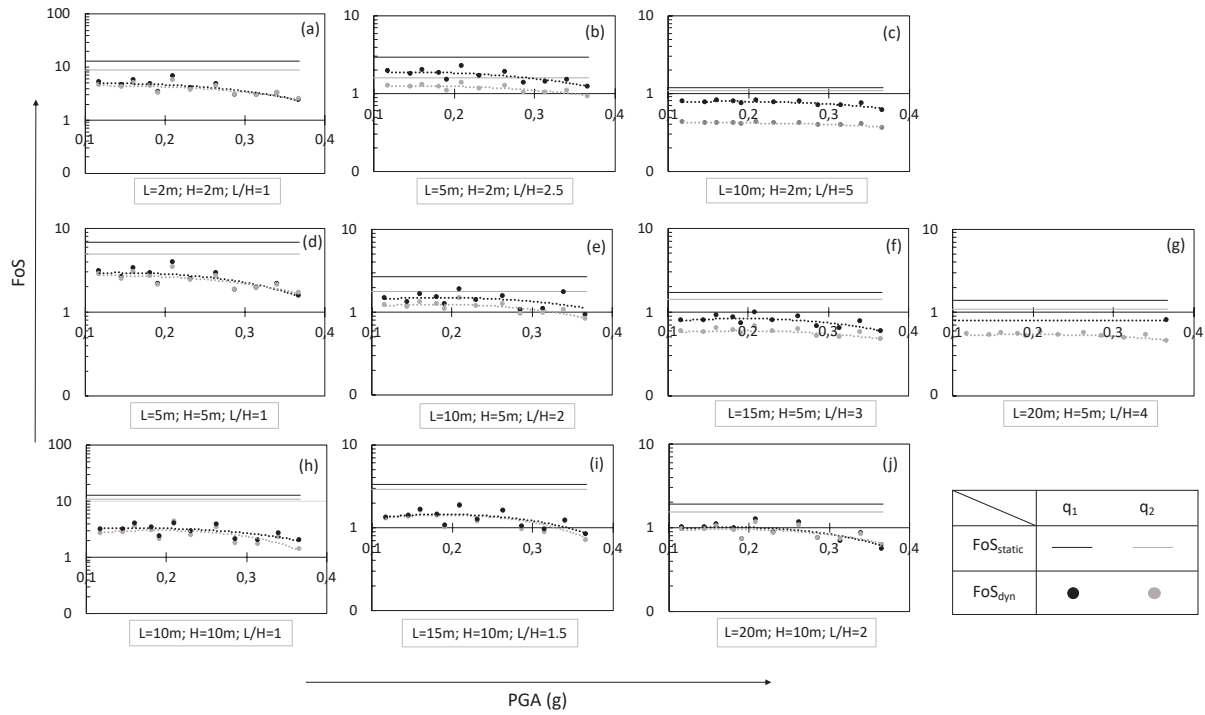 FoS
100
10
1
0
0,1
0,2
0,3
0,4
(a)
L=2m; H=2m; L/H=1
10
1
0
0,1
0,2
0,3
0,4
(b)
L=5m; H=2m; L/H=2.5
10
1
0
0,1
0,2
0,3
0,4
(c)
L=10m; H=2m; L/H=5
10
1
0
0,1
0,2
0,3
0,4
(d)
L=5m; H=5m; L/H=1
10
1
0
0,1
0,2
0,3
0,4
(e)
L=10m; H=5m; L/H=2
10
1
0
0,1
0,2
0,3
0,4
(f)
L=15m; H=5m; L/H=3
10
1
0
0,1
0,2
0,3
0,4
(g)
L=20m; H=5m; L/H=4
100
10
1
0
0,1
0,2
0,3
0,4
(h)
L=10m; H=10m; L/H=1
10
1
0
0,1
0,2
0,3
0,4
(i)
L=15m; H=10m; L/H=1.5
10
1
0
0,1
0,2
0,3
0,4
(j)
L=20m; H=10m; L/H=2
q1 q2
FoSstatic
FoSdyn
PGA (g)